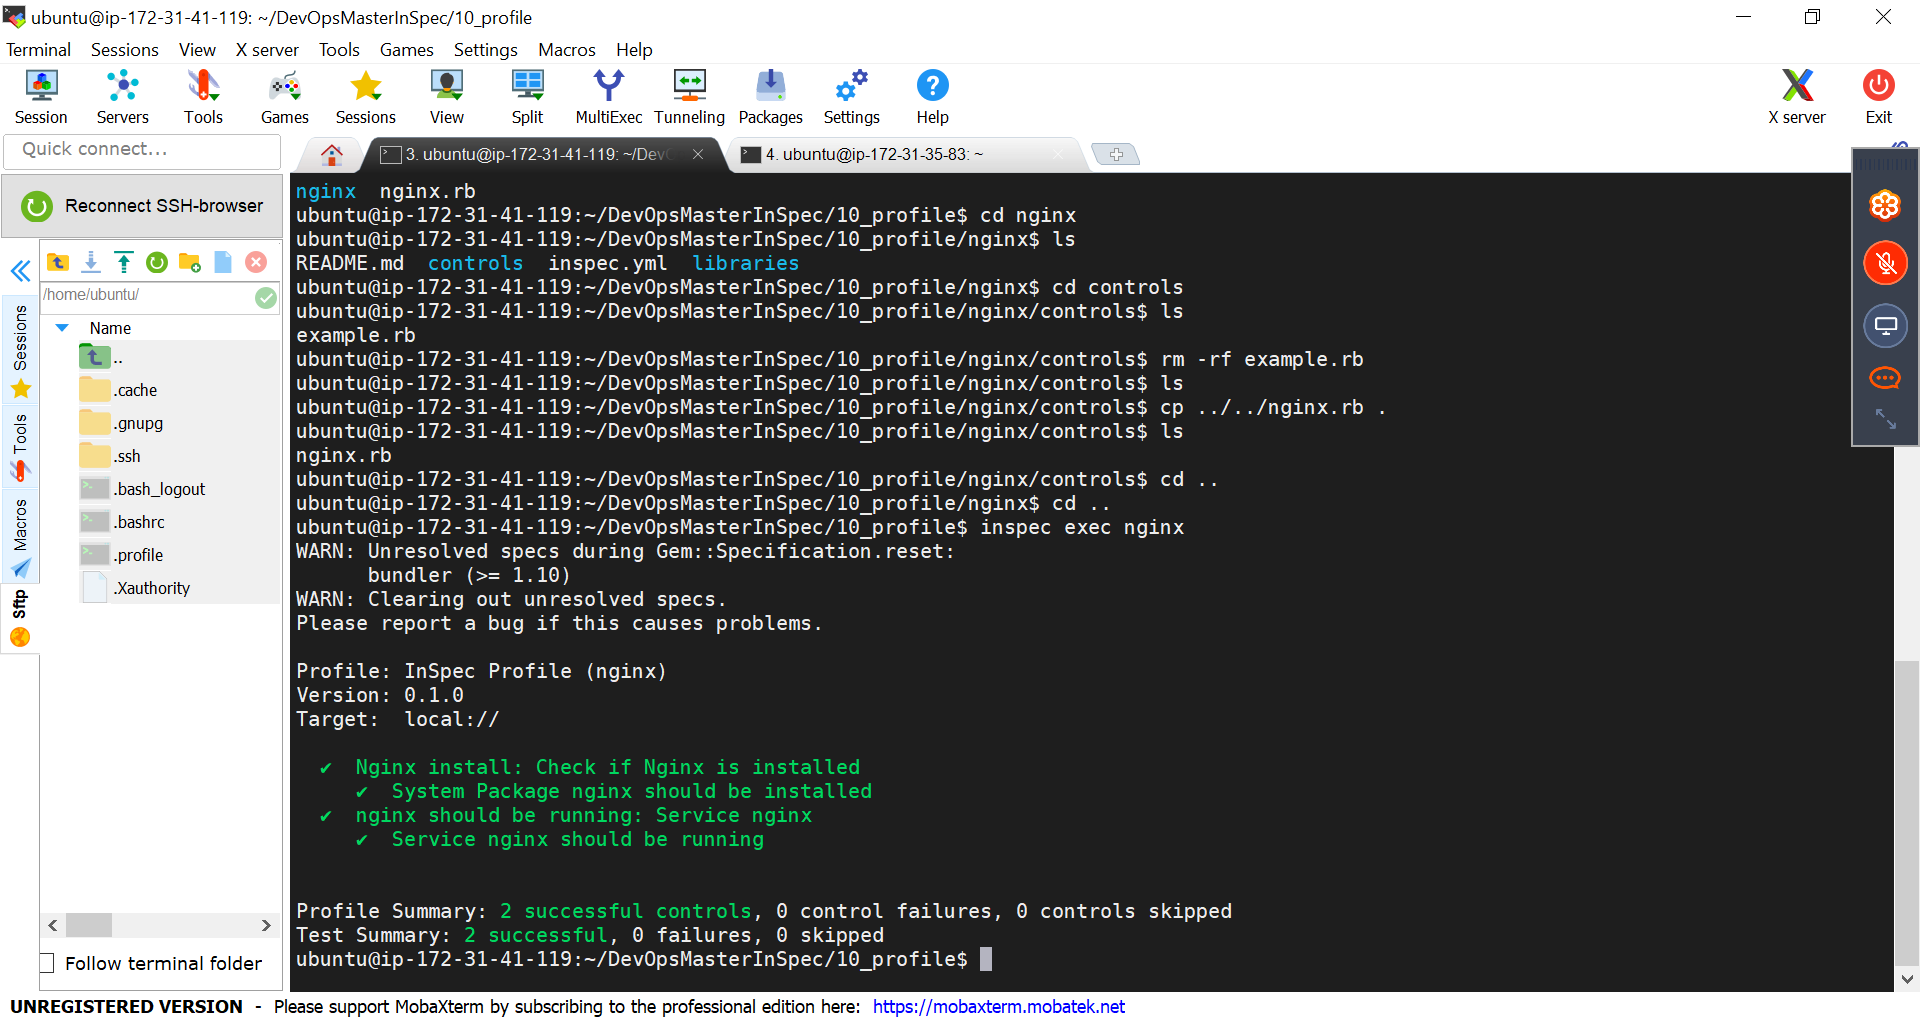 ubuntu@ip-172-31-41-119: ~/DevOpsMasterInSpec/10_profile
Terminal Sessions View X server Tools Games Settings Macros Help
Session Servers Tools Games Sessions View Split MultiExec Tunneling Packages Settings Help X server Exit
Quick connect...
3. ubuntu@ip-172-31-41-119: ~/Dev
4. ubuntu@ip-172-31-35-83: ~
Reconnect SSH-browser
/home/ubuntu/
Name
..
.cache
.gnupg
.ssh
.bash_logout
.bashrc
.profile
.Xauthority
Sessions
Tools
Macros
Sftp
Follow terminal folder
nginx  nginx.rb
ubuntu@ip-172-31-41-119:~/DevOpsMasterInSpec/10_profile$ cd nginx
ubuntu@ip-172-31-41-119:~/DevOpsMasterInSpec/10_profile/nginx$ ls
README.md  controls  inspec.yml  libraries
ubuntu@ip-172-31-41-119:~/DevOpsMasterInSpec/10_profile/nginx$ cd controls
ubuntu@ip-172-31-41-119:~/DevOpsMasterInSpec/10_profile/nginx/controls$ ls
example.rb
ubuntu@ip-172-31-41-119:~/DevOpsMasterInSpec/10_profile/nginx/controls$ rm -rf example.rb
ubuntu@ip-172-31-41-119:~/DevOpsMasterInSpec/10_profile/nginx/controls$ ls
ubuntu@ip-172-31-41-119:~/DevOpsMasterInSpec/10_profile/nginx/controls$ cp ../../nginx.rb .
ubuntu@ip-172-31-41-119:~/DevOpsMasterInSpec/10_profile/nginx/controls$ ls
nginx.rb
ubuntu@ip-172-31-41-119:~/DevOpsMasterInSpec/10_profile/nginx/controls$ cd ..
ubuntu@ip-172-31-41-119:~/DevOpsMasterInSpec/10_profile/nginx$ cd ..
ubuntu@ip-172-31-41-119:~/DevOpsMasterInSpec/10_profile$ inspec exec nginx
WARN: Unresolved specs during Gem::Specification.reset:
      bundler (>= 1.10)
WARN: Clearing out unresolved specs.
Please report a bug if this causes problems.
Profile: InSpec Profile (nginx)
Version: 0.1.0
Target:  local://
  ✔  Nginx install: Check if Nginx is installed
     ✔  System Package nginx should be installed
  ✔  nginx should be running: Service nginx
     ✔  Service nginx should be running
Profile Summary: 2 successful controls, 0 control failures, 0 controls skipped
Test Summary: 2 successful, 0 failures, 0 skipped
ubuntu@ip-172-31-41-119:~/DevOpsMasterInSpec/10_profile$
UNREGISTERED VERSION - Please support MobaXterm by subscribing to the professional edition here: https://mobaxterm.mobatek.net